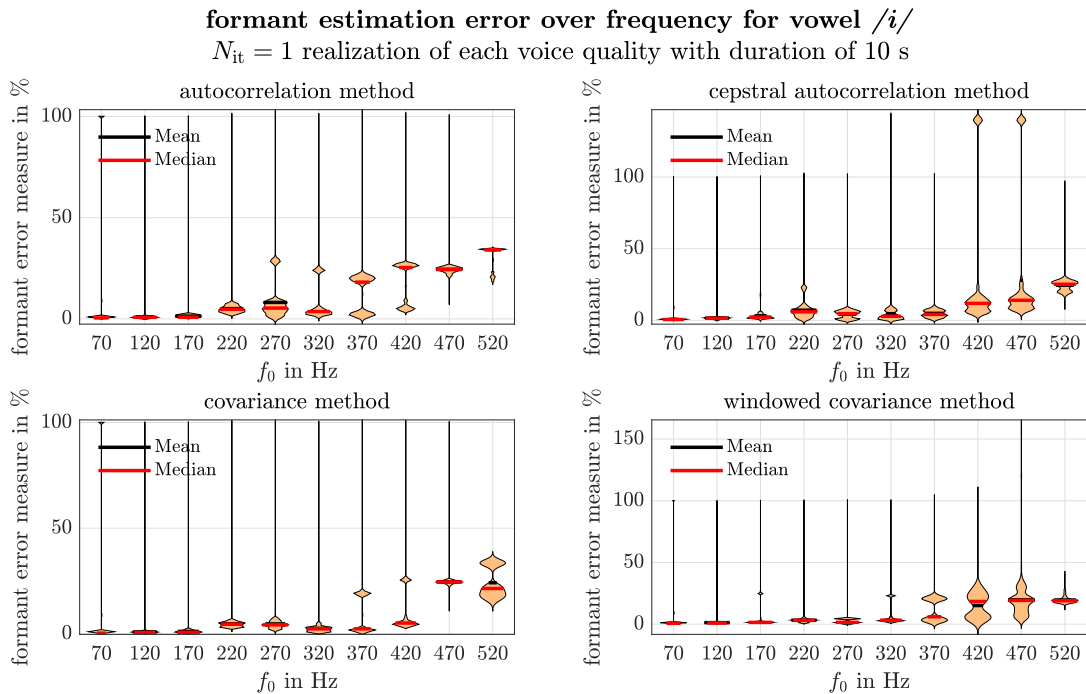 formant estimation error over frequency for vowel /i/
N_it = 1 realization of each voice quality with duration of 10 s
autocorrelation method
formant error measure in %
100
50
0
Mean
Median
70 120 170 220 270 320 370 420 470 520
f_0 in Hz
cepstral autocorrelation method
formant error measure in %
100
50
0
Mean
Median
70 120 170 220 270 320 370 420 470 520
f_0 in Hz
covariance method
formant error measure in %
100
50
0
Mean
Median
70 120 170 220 270 320 370 420 470 520
f_0 in Hz
windowed covariance method
formant error measure in %
150
100
50
0
Mean
Median
70 120 170 220 270 320 370 420 470 520
f_0 in Hz